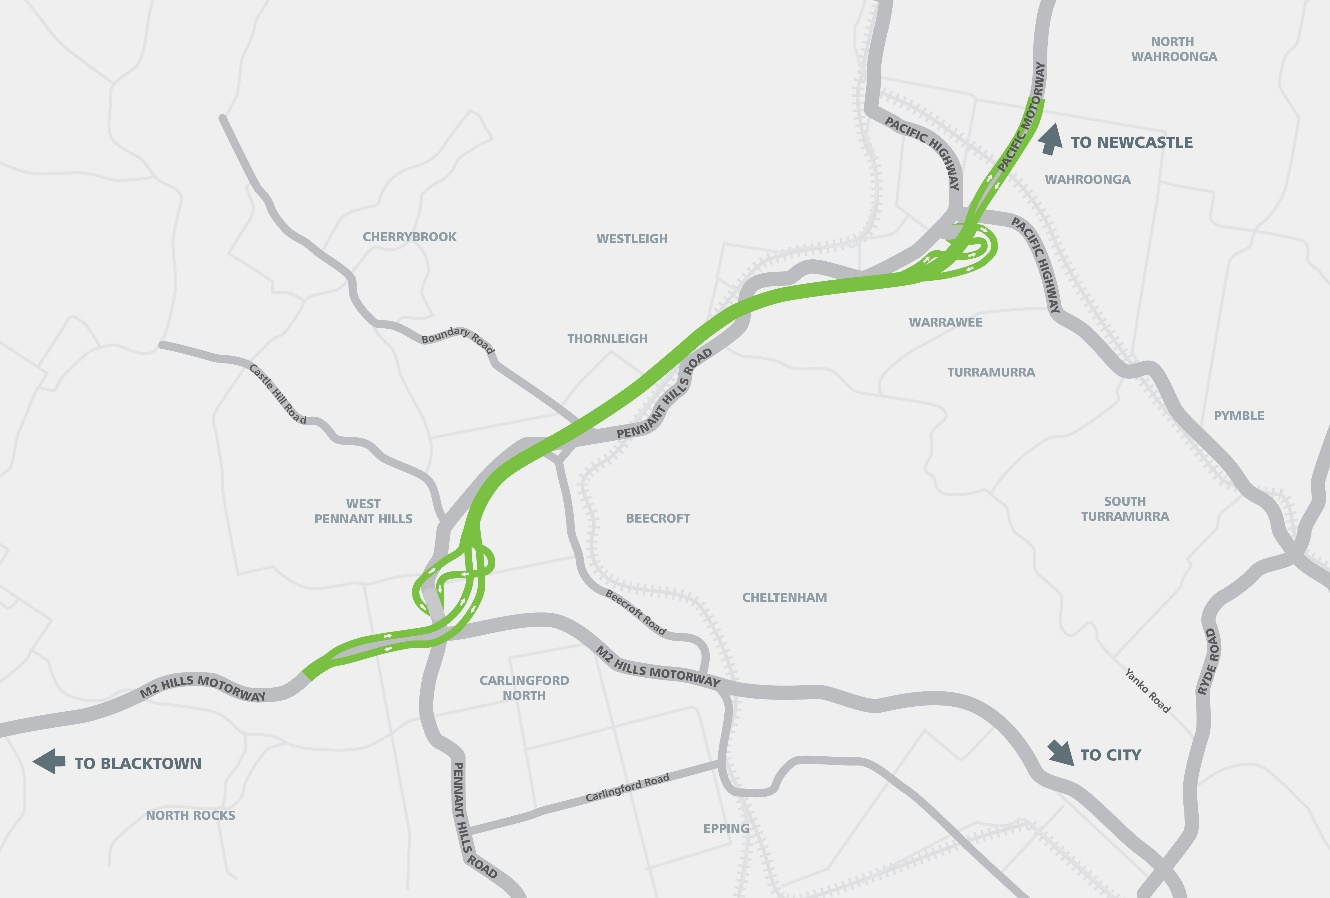 NORTH
WAHROONGA
PACIFIC MOTORWAY
PACIFIC HIGHWAY
TO NEWCASTLE
WAHROONGA
CHERRYBROOK
WESTLEIGH
PACIFIC HIGHWAY
WARRAWEE
THORNLEIGH
Boundary Road
TURRAMURRA
Castle Hill Road
PENNANT HILLS ROAD
PYMBLE
WEST
PENNANT HILLS
BEECROFT
SOUTH
TURRAMURRA
CHELTENHAM
Beecroft Road
M2 HILLS MOTORWAY
RYDE ROAD
CARLINGFORD
NORTH
M2 HILLS MOTORWAY
Yanko Road
TO BLACKTOWN
TO CITY
PENNANT HILLS ROAD
Carlingford Road
NORTH ROCKS
EPPING